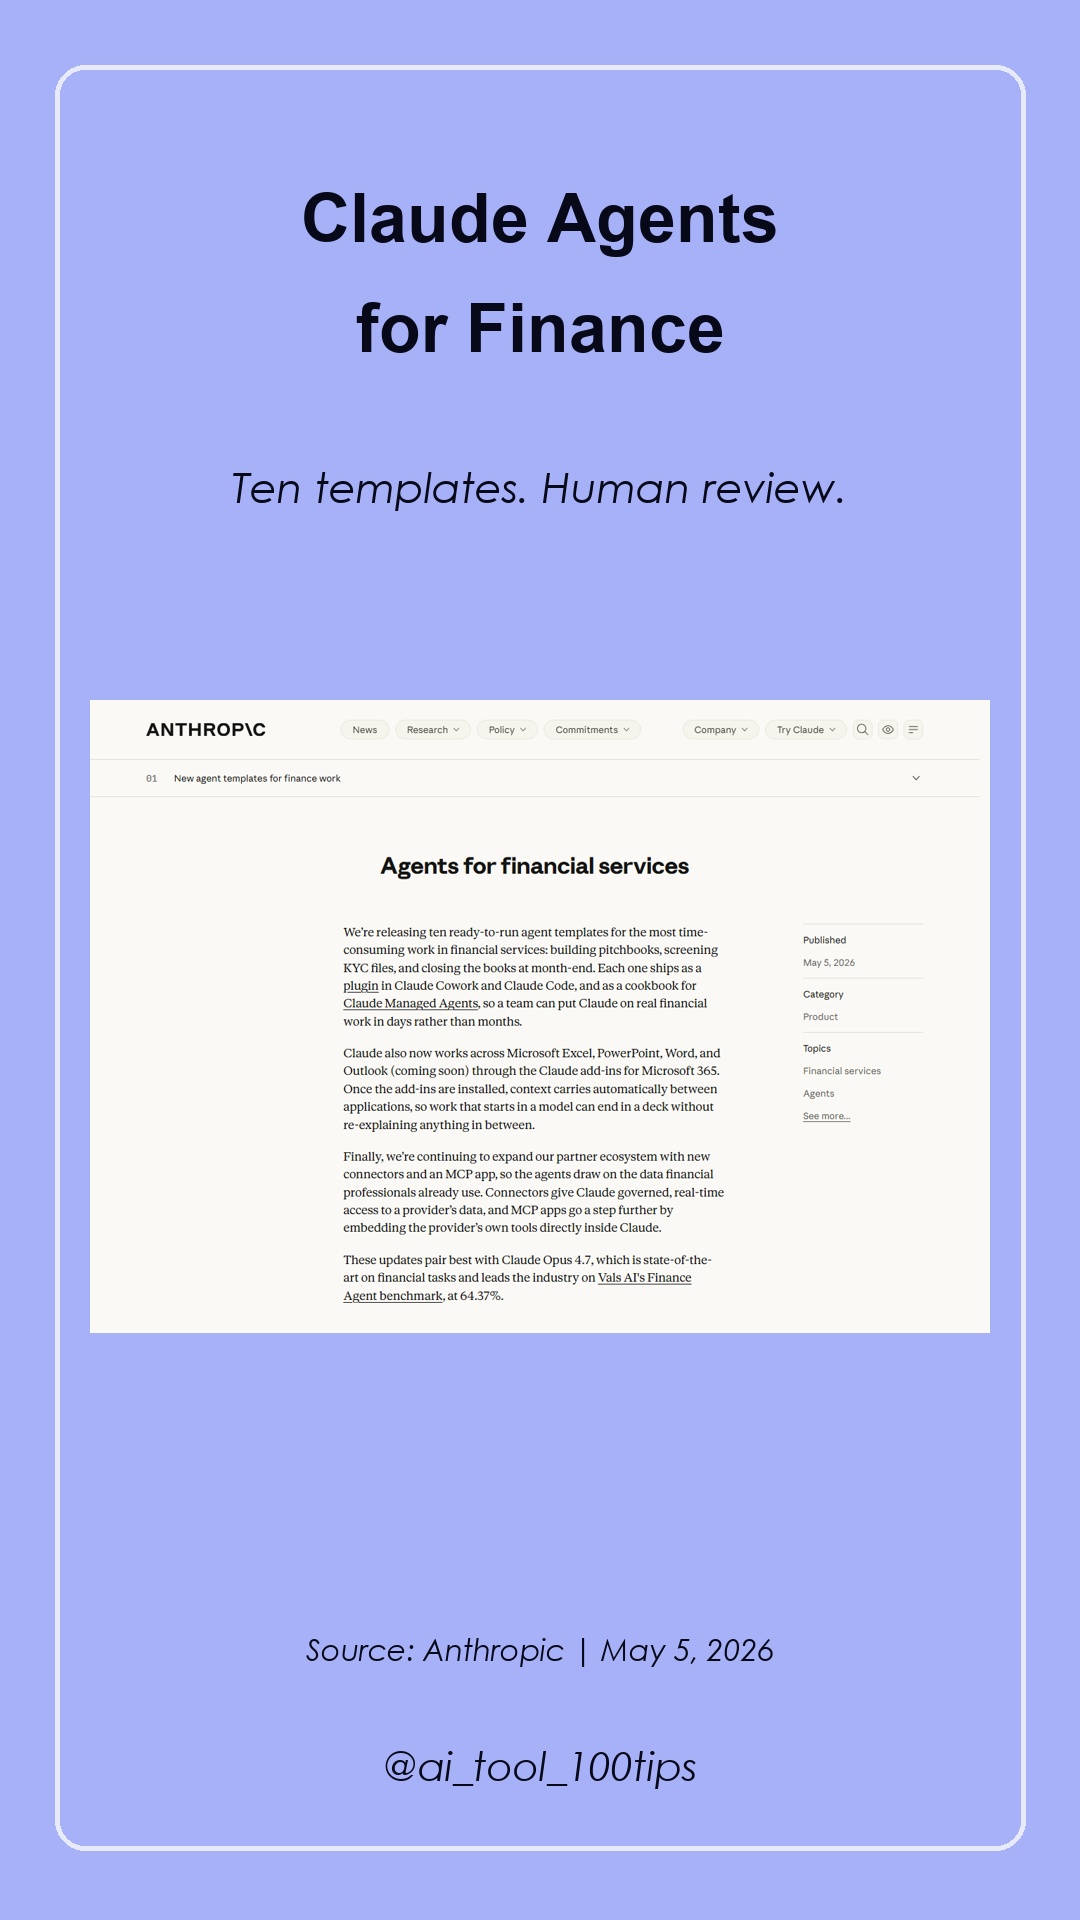 Claude Agents
for Finance
Ten templates. Human review.
ANTHROP\C
News
Research
Policy
Commitments
Company
Try Claude
01 New agent templates for finance work
Agents for financial services
We're releasing ten ready-to-run agent templates for the most time-
consuming work in financial services: building pitchbooks, screening
KYC files, and closing the books at month-end. Each one ships as a
plugin in Claude Cowork and Claude Code, and as a cookbook for
Claude Managed Agents, so a team can put Claude on real financial
work in days rather than months.
Claude also now works across Microsoft Excel, PowerPoint, Word, and
Outlook (coming soon) through the Claude add-ins for Microsoft 365.
Once the add-ins are installed, context carries automatically between
applications, so work that starts in a model can end in a deck without
re-explaining anything in between.
Finally, we're continuing to expand our partner ecosystem with new
connectors and an MCP app, so the agents draw on the data financial
professionals already use. Connectors give Claude governed, real-time
access to a provider's data, and MCP apps go a step further by
embedding the provider's own tools directly inside Claude.
These updates pair best with Claude Opus 4.7, which is state-of-the-
art on financial tasks and leads the industry on Vals AI's Finance
Agent benchmark, at 64.37%.
Published
May 5, 2026
Category
Product
Topics
Financial services
Agents
See more...
Source: Anthropic | May 5, 2026
@ai_tool_100tips